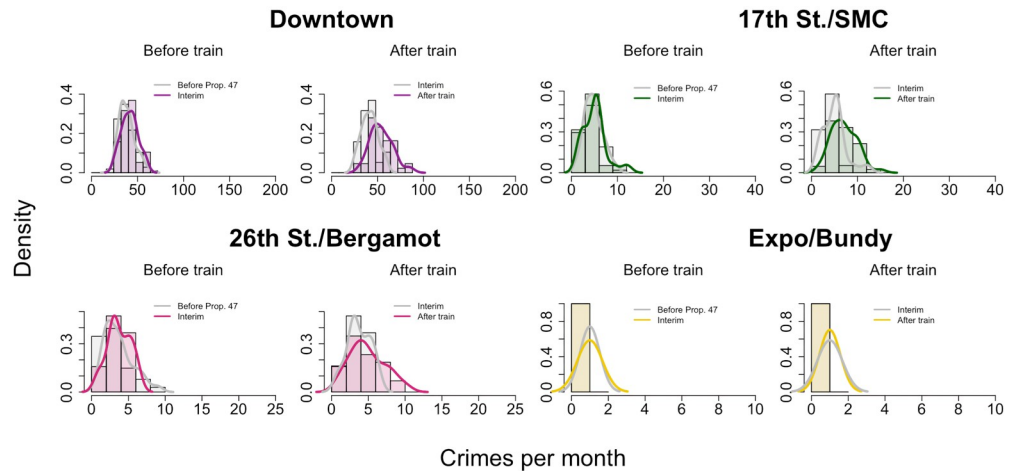 Downtown
17th St./SMC
Before train
After train
Before train
After train
Before Prop. 47
Interim
Interim
After train
Before Prop. 47
Interim
Interim
After train
0.0 0.2 0.4
0.0 0.2 0.4
0.0 0.3 0.6
0.0 0.3 0.6
0 50 100 150 200
0 50 100 150 200
0 10 20 30 40
0 10 20 30 40
Density
26th St./Bergamot
Expo/Bundy
Before train
After train
Before train
After train
Before Prop. 47
Interim
Interim
After train
Before Prop. 47
Interim
Interim
After train
0.0 0.3
0.0 0.3
0.0 0.4 0.8
0.0 0.4 0.8
0 5 10 15 20 25
0 5 10 15 20 25
0 2 4 6 8 10
0 2 4 6 8 10
Crimes per month